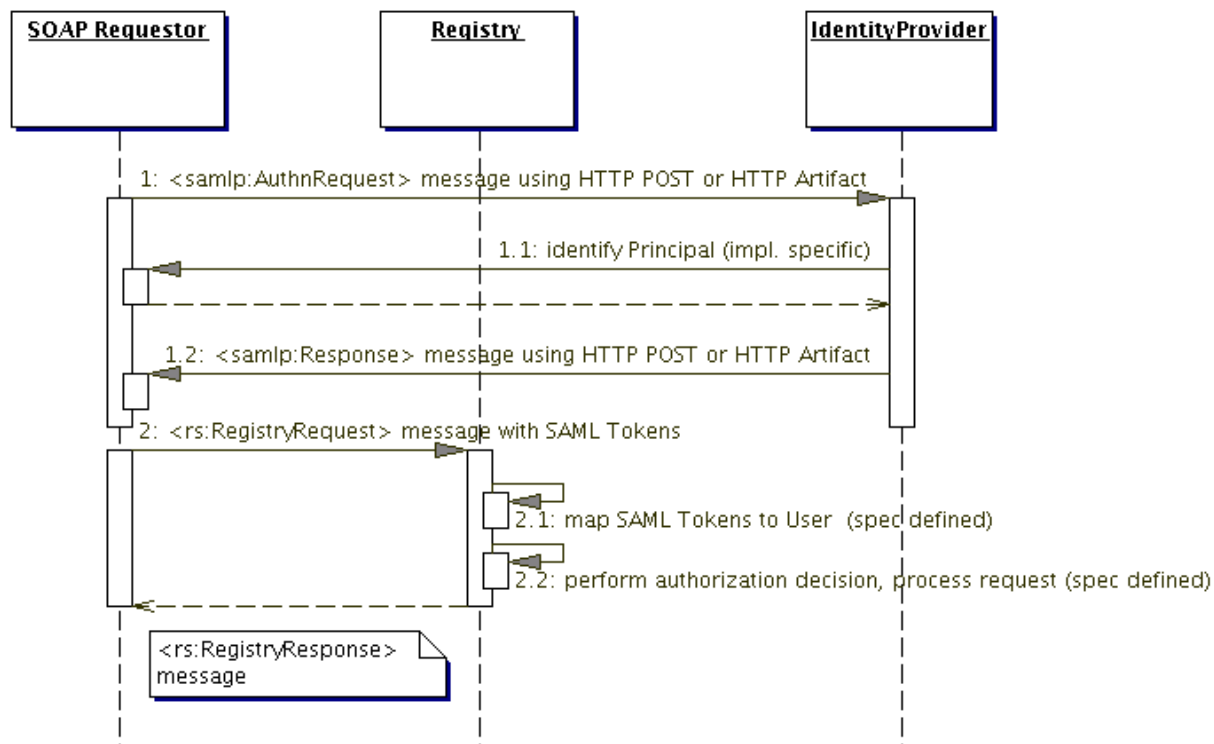 SOAP Requestor
Registry
IdentityProvider
1: <samlp:AuthnRequest> message using HTTP POST or HTTP Artifact
1.1: identify Principal (impl. specific)
1.2: <samlp:Response> message using HTTP POST or HTTP Artifact
2: <rs:RegistryRequest> message with SAML Tokens
2.1: map SAML Tokens to User (spec defined)
2.2: perform authorization decision, process request (spec defined)
<rs:RegistryResponse>
message